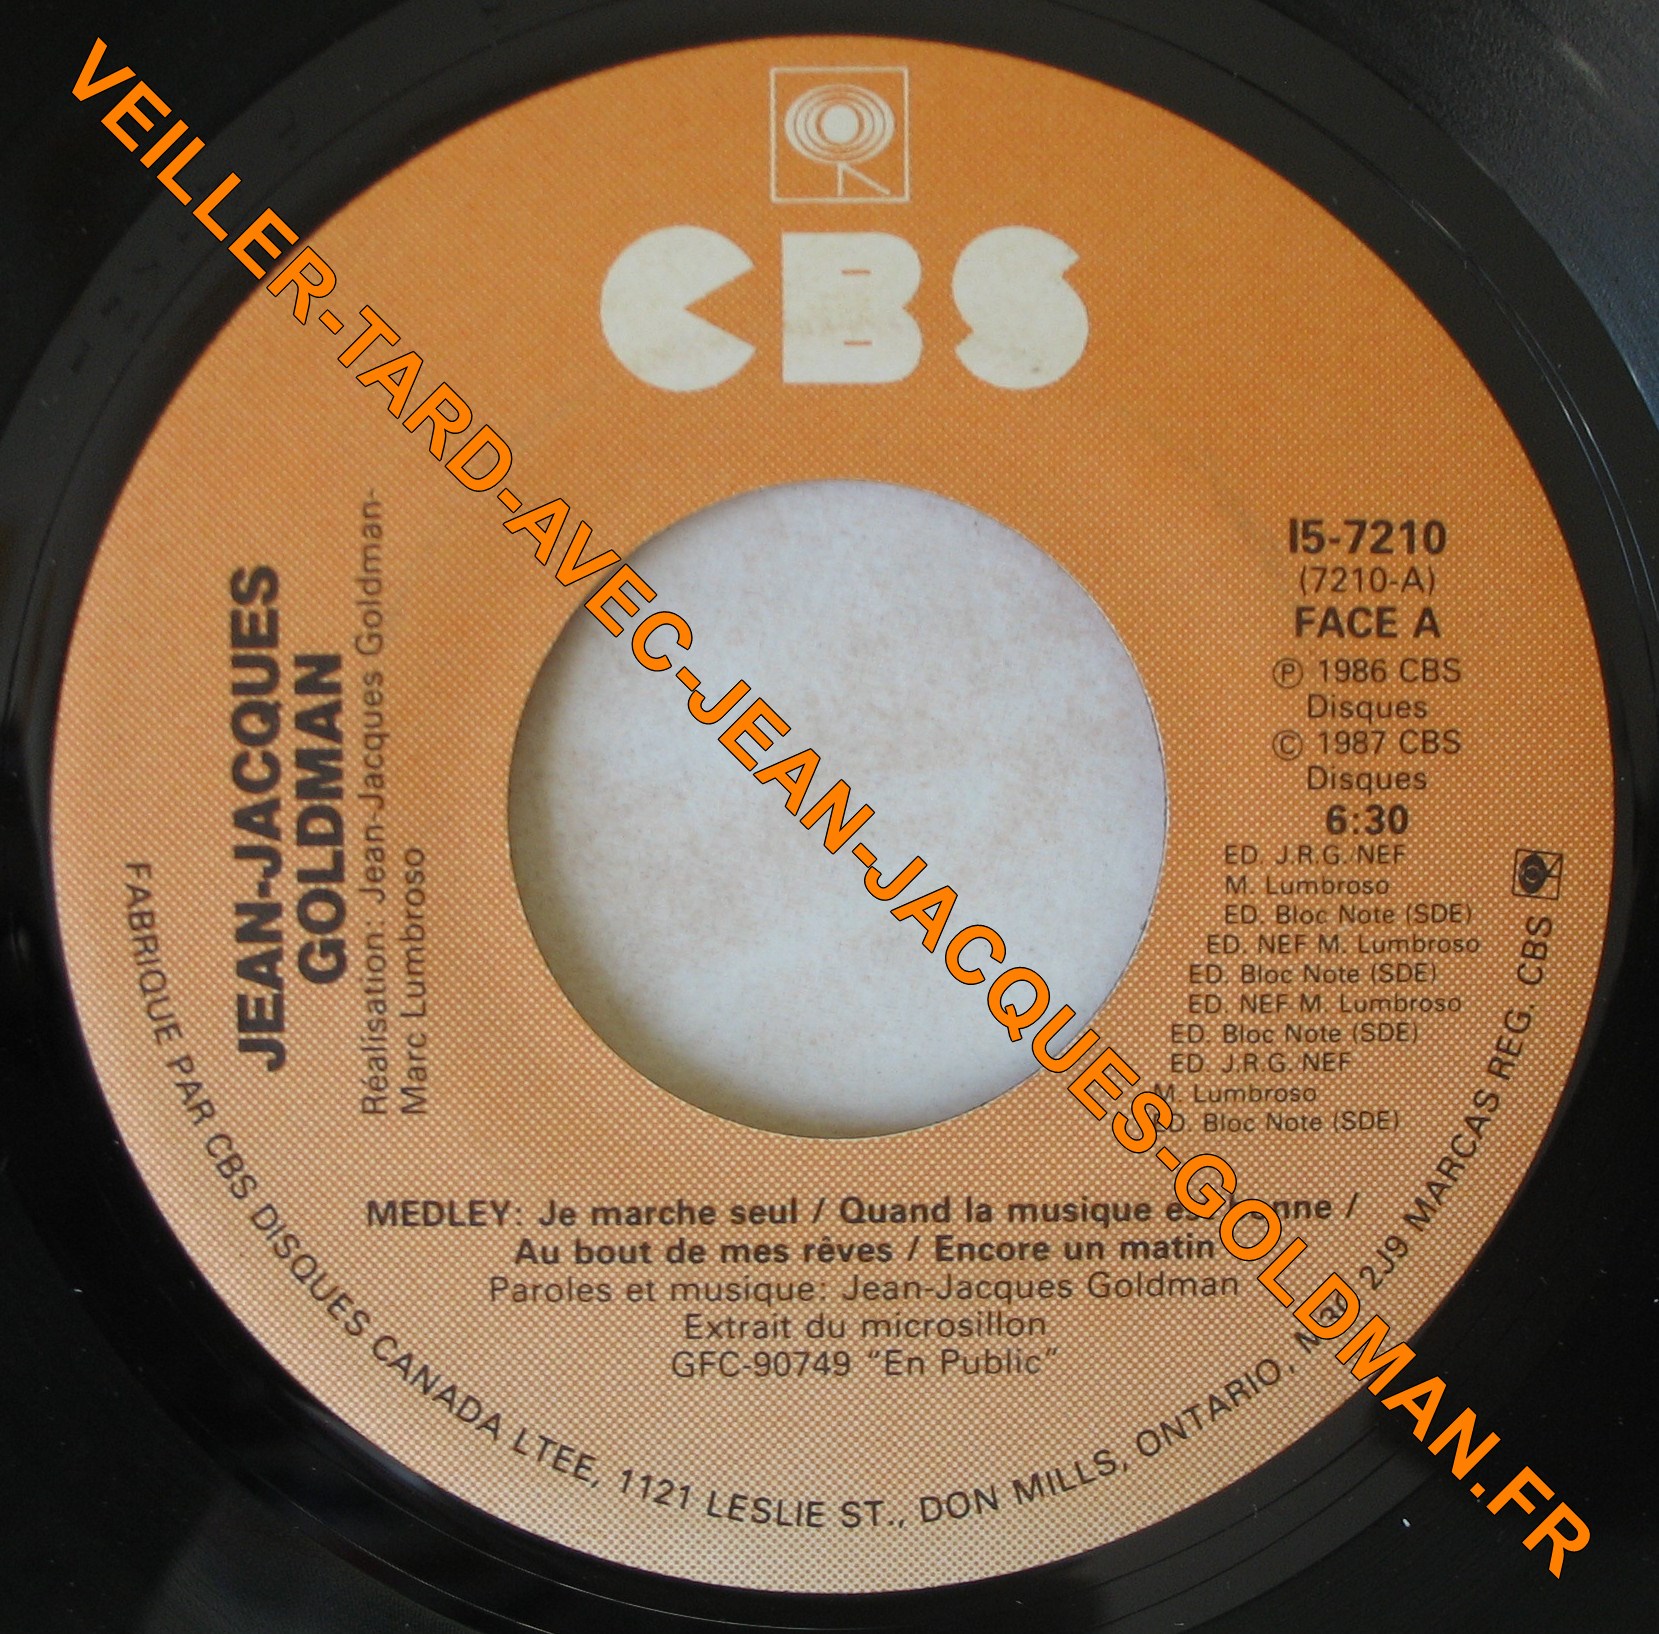 VEILLER-TARD-AVEC-JEAN-JACQUES-GOLDMAN.FR
CBS
JEAN-JACQUES
GOLDMAN
Réalisation: Jean-Jacques Goldman-
Marc Lumbroso
I5-7210
(7210-A)
FACE A
Ⓟ 1986 CBS
Disques
© 1987 CBS
Disques
6:30
ED. J.R.G. NEF
M. Lumbroso
ED. Bloc Note (SDE)
ED. NEF M. Lumbroso
ED. Bloc Note (SDE)
ED. NEF M. Lumbroso
ED. Bloc Note (SDE)
ED. J.R.G. NEF
M. Lumbroso
ED. Bloc Note (SDE)
MEDLEY: Je marche seul / Quand la musique est bonne /
Au bout de mes rêves / Encore un matin
Paroles et musique: Jean-Jacques Goldman
Extrait du microsillon
GFC-90749 "En Public"
FABRIQUE PAR CBS DISQUES CANADA LTEE, 1121 LESLIE ST., DON MILLS, ONTARIO, 2J9 MARCAS REG. CBS